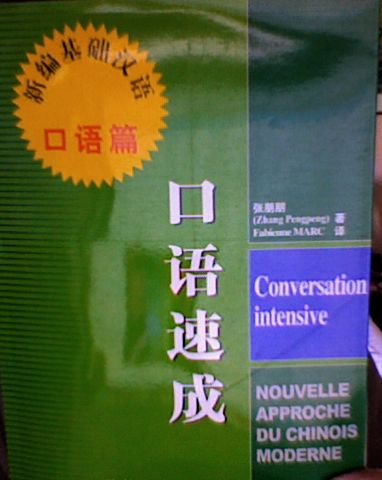 新编基础汉语
口语篇
口语速成
张朋朋
(Zhang Pengpeng) 著
Fabienne MARC 译
Conversation
intensive
NOUVELLE
APPROCHE
DU CHINOIS
MODERNE